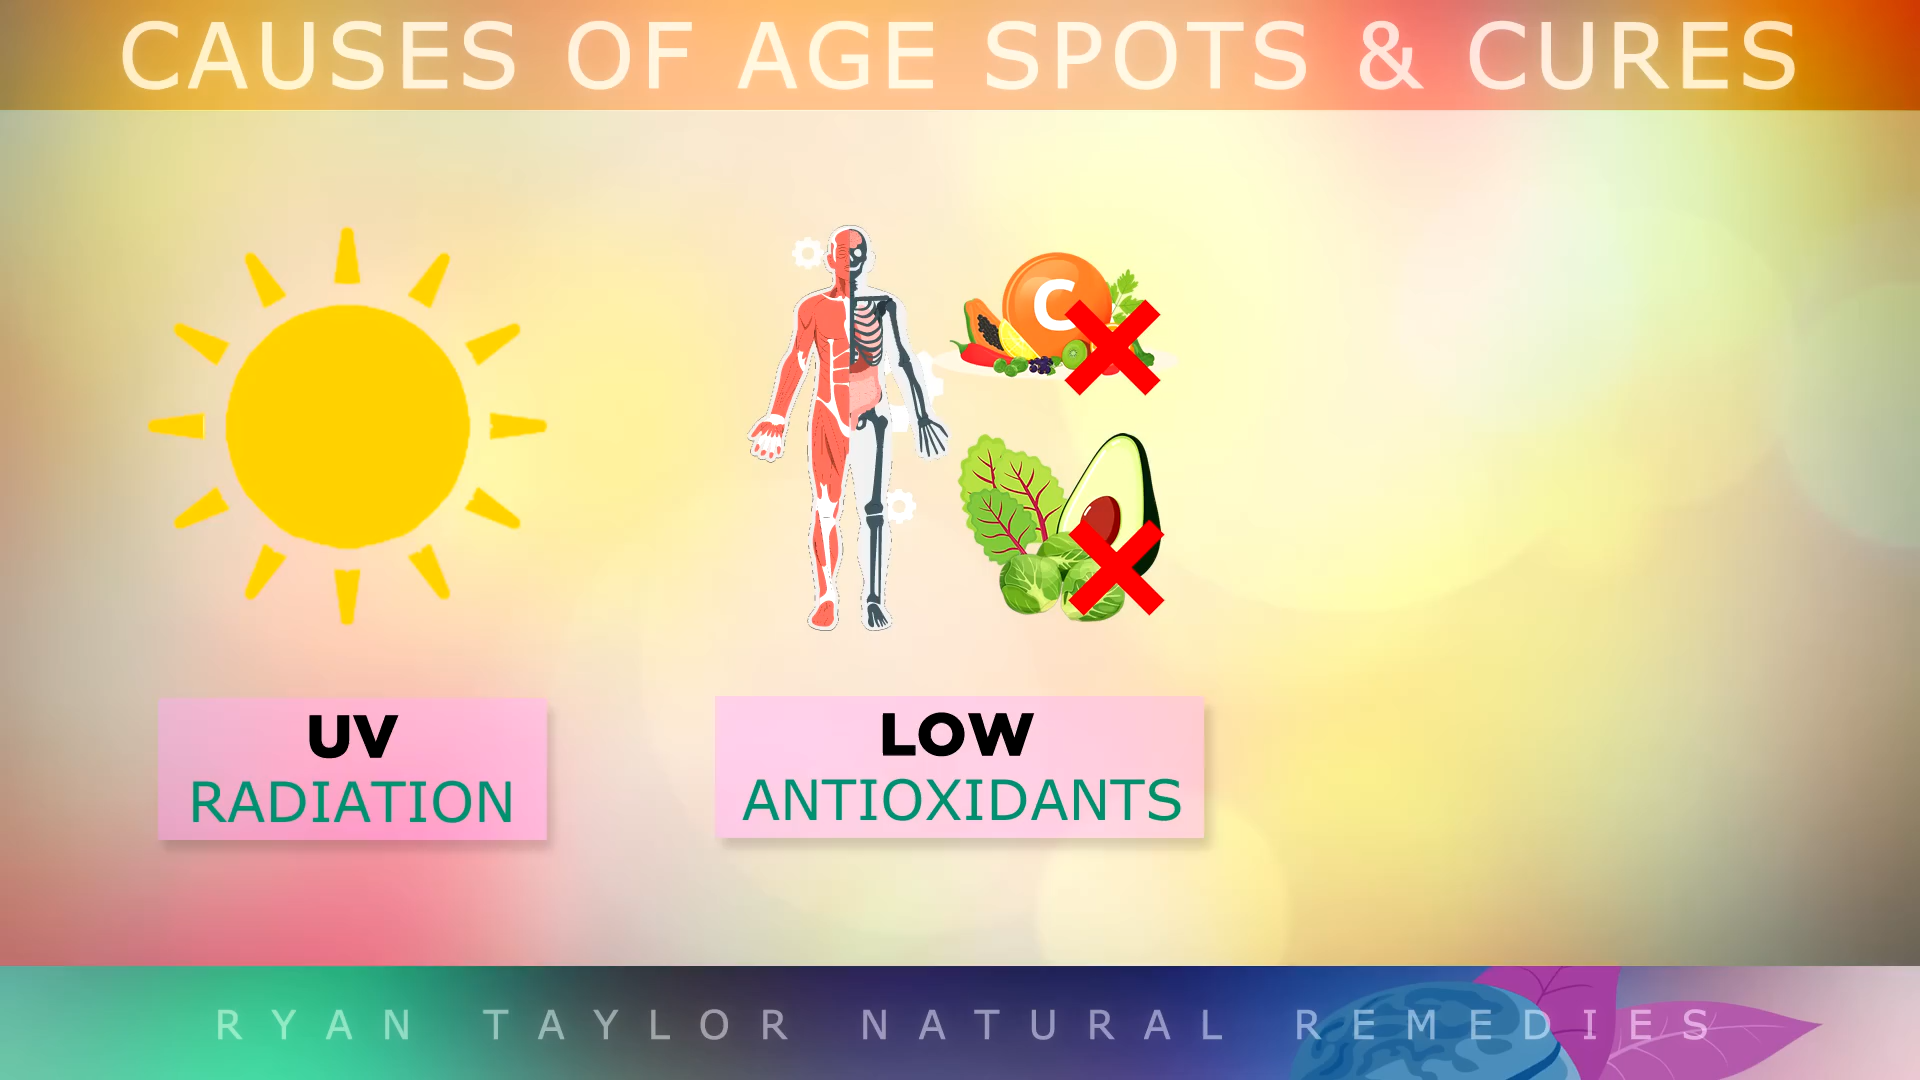 CAUSES OF AGE SPOTS & CURES
C
UV
RADIATION
LOW
ANTIOXIDANTS
RYAN TAYLOR NATURAL REMEDIES